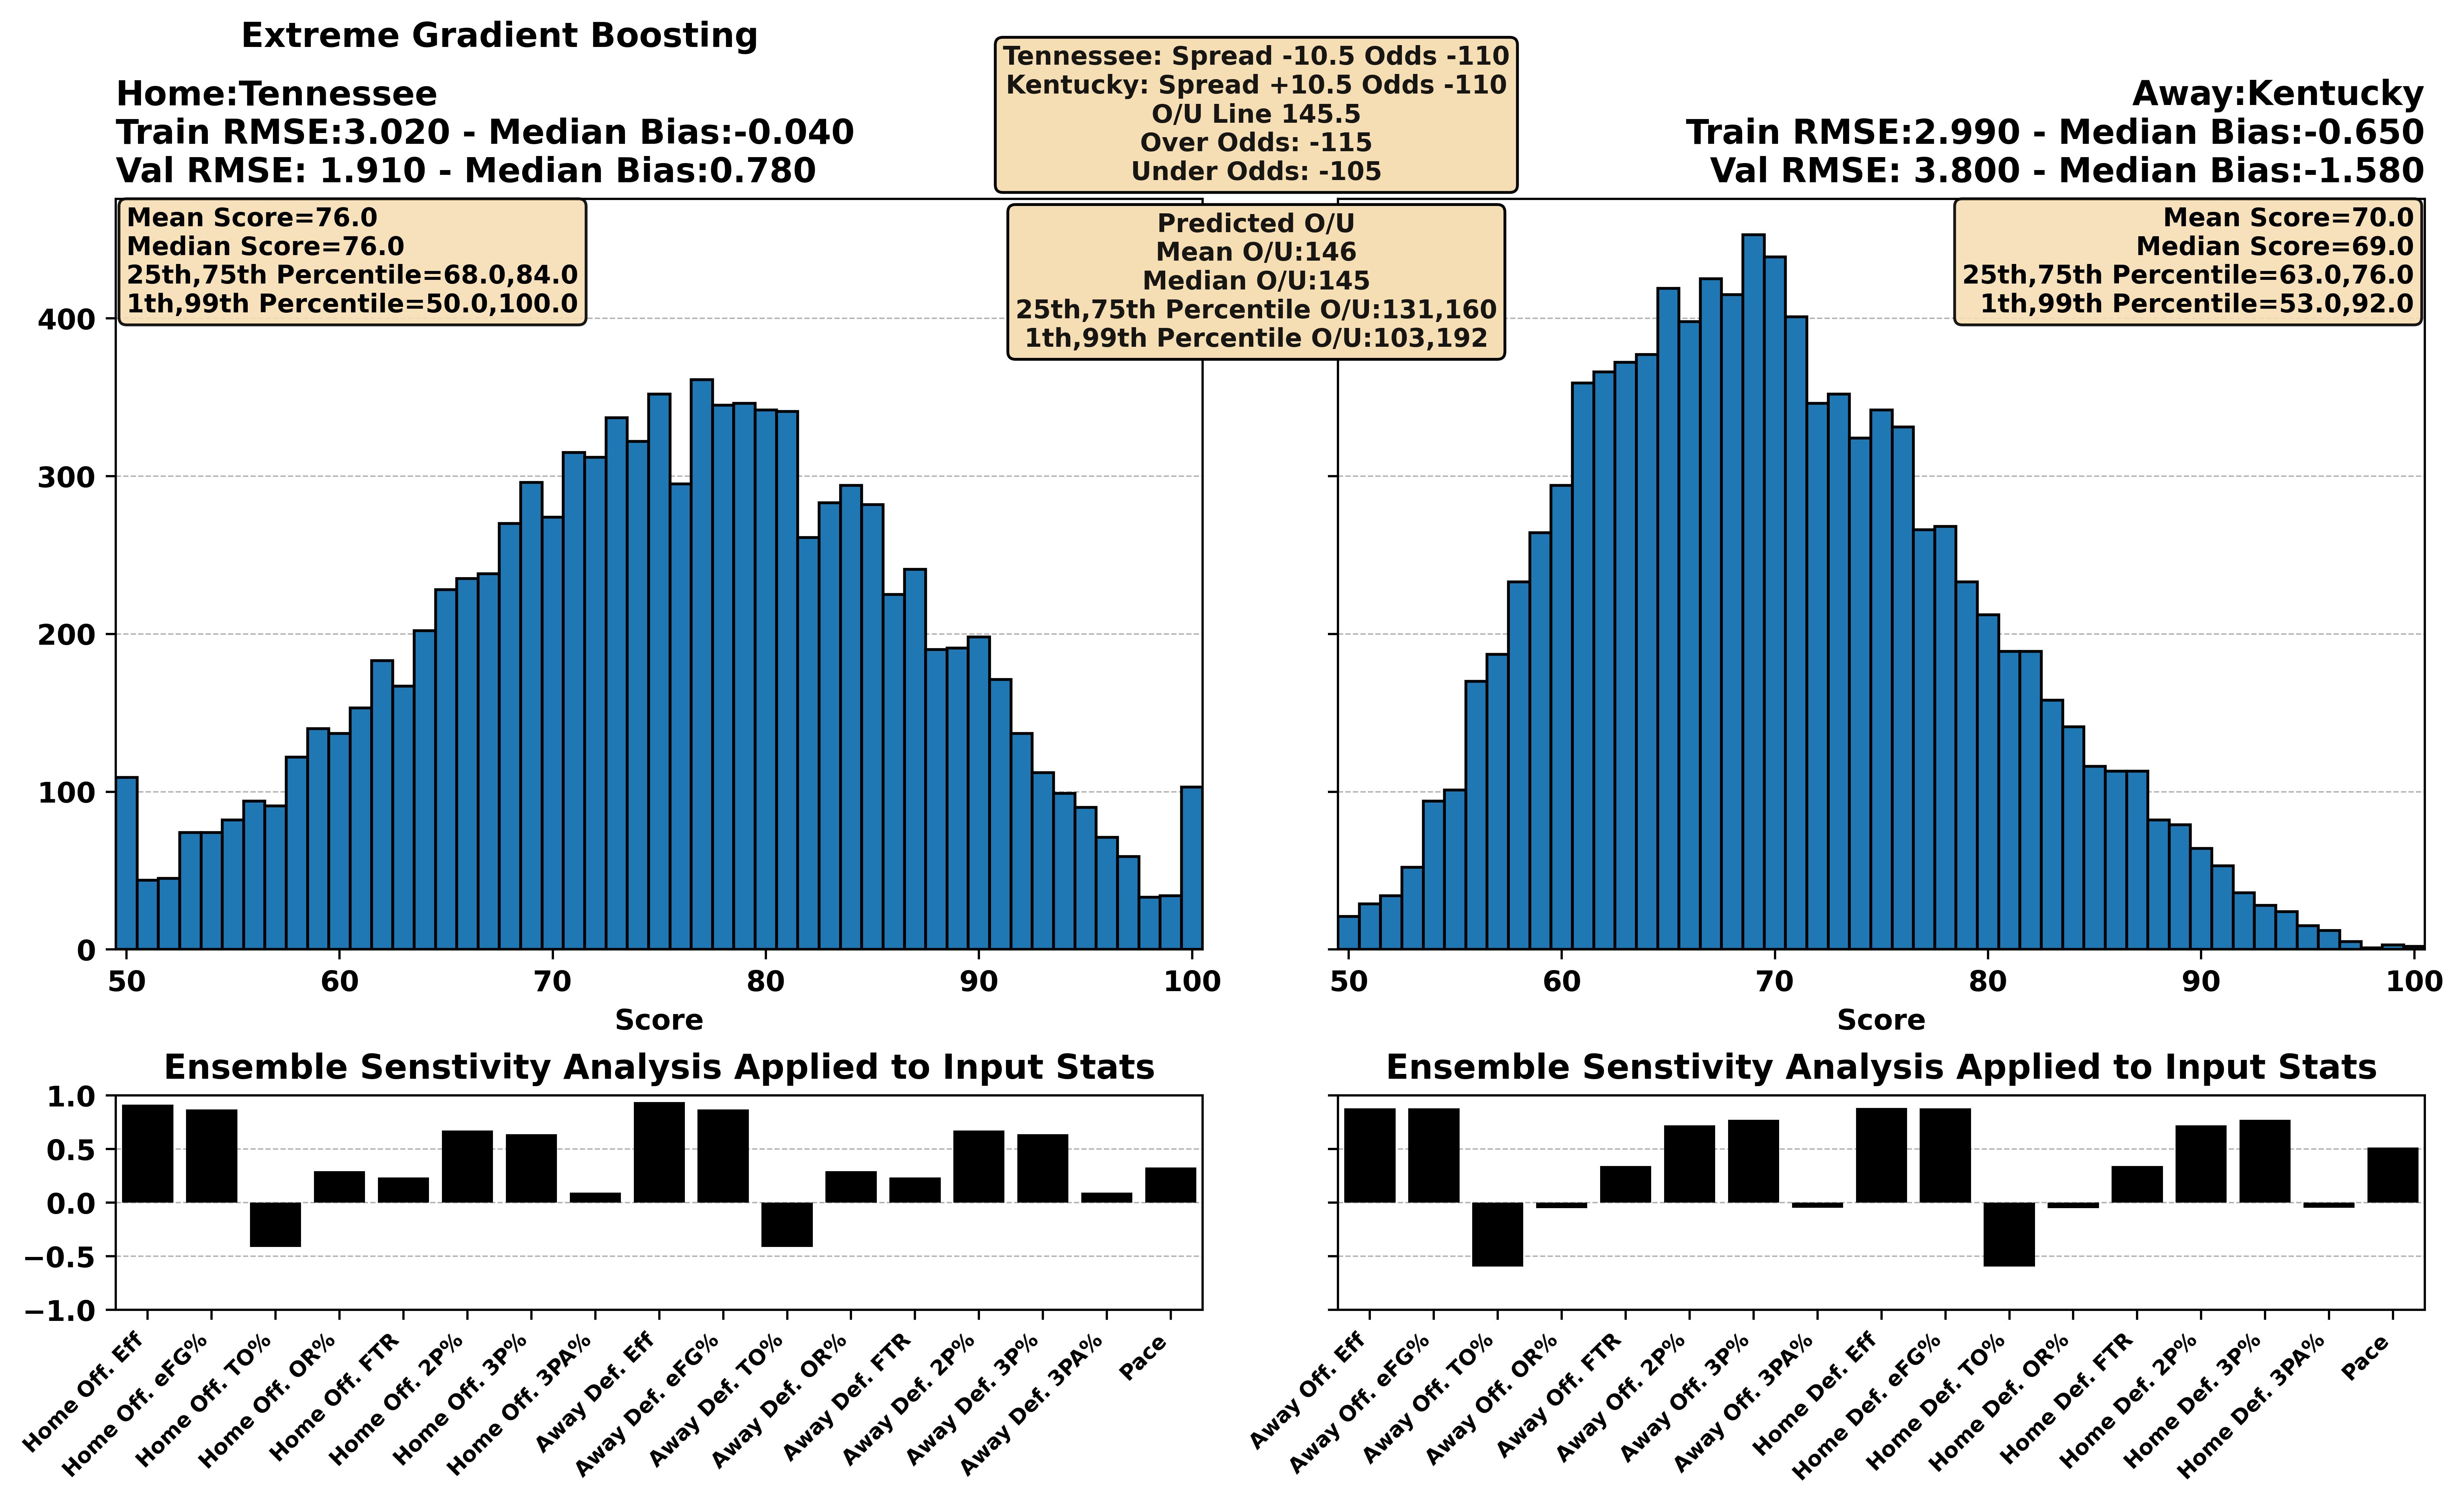 Extreme Gradient Boosting
Home:Tennessee
Train RMSE:3.020 - Median Bias:-0.040
Val RMSE: 1.910 - Median Bias:0.780
Tennessee: Spread -10.5 Odds -110
Kentucky: Spread +10.5 Odds -110
O/U Line 145.5
Over Odds: -115
Under Odds: -105
Away:Kentucky
Train RMSE:2.990 - Median Bias:-0.650
Val RMSE: 3.800 - Median Bias:-1.580
Mean Score=76.0
Median Score=76.0
25th,75th Percentile=68.0,84.0
1th,99th Percentile=50.0,100.0
Predicted O/U
Mean O/U:146
Median O/U:145
25th,75th Percentile O/U:131,160
1th,99th Percentile O/U:103,192
Mean Score=70.0
Median Score=69.0
25th,75th Percentile=63.0,76.0
1th,99th Percentile=53.0,92.0
400
300
200
100
0
50 60 70 80 90 100
Score
50 60 70 80 90 100
Score
Ensemble Senstivity Analysis Applied to Input Stats
1.0
0.5
0.0
−0.5
−1.0
Home Off. Eff
Home Off. eFG%
Home Off. TO%
Home Off. OR%
Home Off. FTR
Home Off. 2P%
Home Off. 3P%
Home Off. 3PA%
Away Def. Eff
Away Def. eFG%
Away Def. TO%
Away Def. OR%
Away Def. FTR
Away Def. 2P%
Away Def. 3P%
Away Def. 3PA%
Pace
Ensemble Senstivity Analysis Applied to Input Stats
Away Off. Eff
Away Off. eFG%
Away Off. TO%
Away Off. OR%
Away Off. FTR
Away Off. 2P%
Away Off. 3P%
Away Off. 3PA%
Home Def. Eff
Home Def. eFG%
Home Def. TO%
Home Def. OR%
Home Def. FTR
Home Def. 2P%
Home Def. 3P%
Home Def. 3PA%
Pace